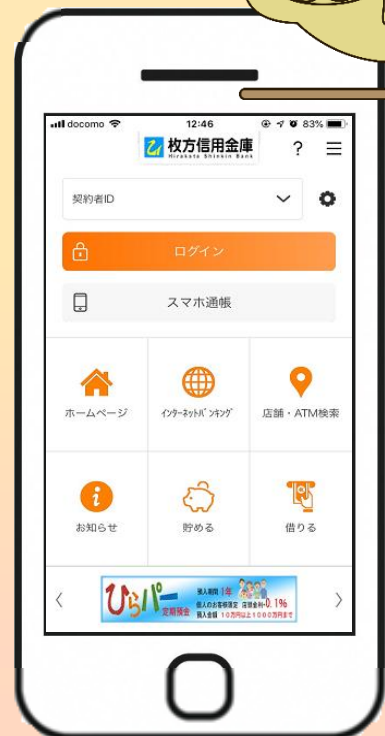 docomo 12:46 83%
枚方信用金庫
Hirakata Shinkin Bank
?
契約者ID
ログイン
スマホ通帳
ホームページ
インターネットバンキング
店舗・ATM検索
お知らせ
貯める
借りる
ひらパー
定期預金
預入期間 1年
個人のお客様限定 店頭金利+0.1%
預入金額 10万円以上1000万円まで